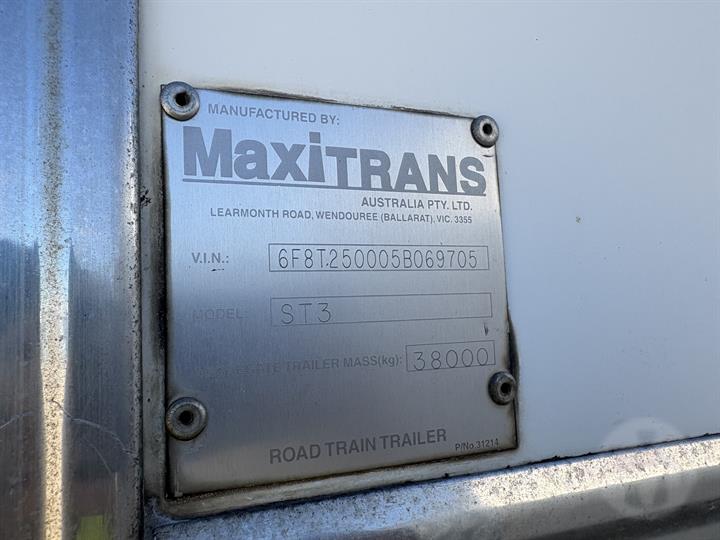 MANUFACTURED BY:
MaxiTRANS
AUSTRALIA PTY. LTD.
LEARMONTH ROAD, WENDOUREE (BALLARAT), VIC. 3355
V.I.N.: 6F8T250005B069705
MODEL: ST3
TRAILER MASS(kg): 38000
ROAD TRAIN TRAILER
P/No. 31214